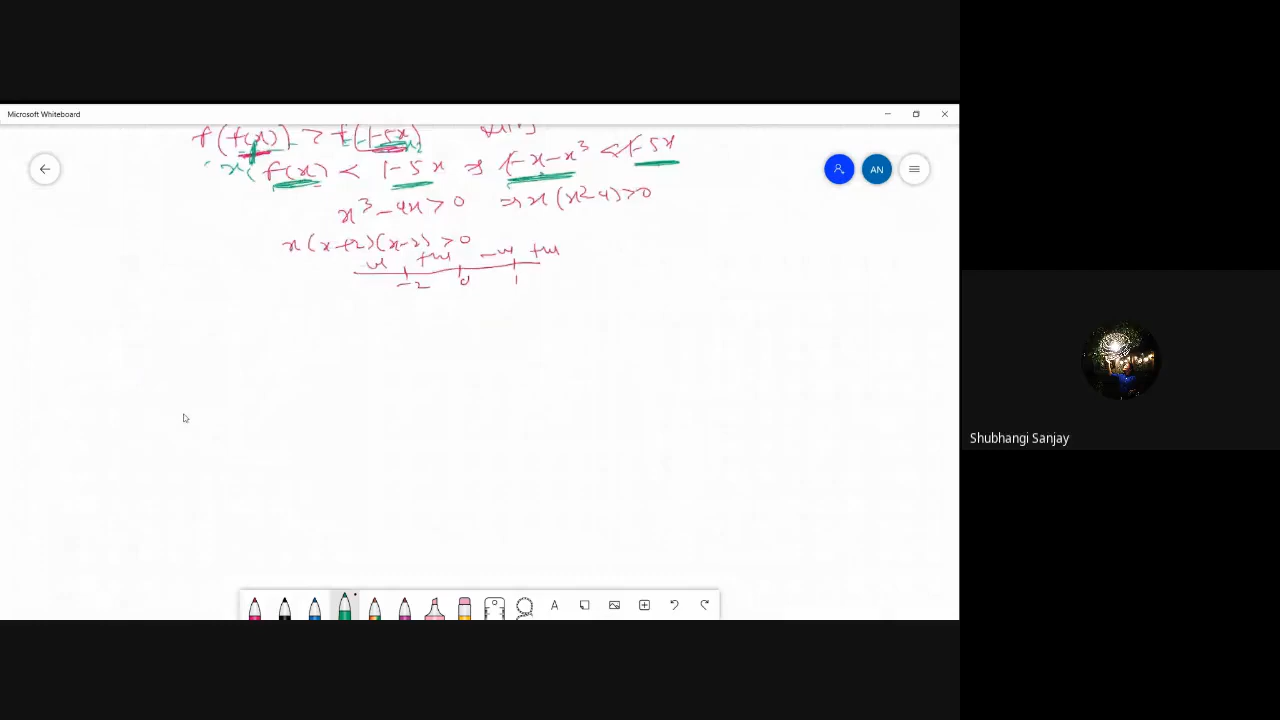 Microsoft Whiteboard
f(f(x)) > f(1-5x)
f(x) < 1-5x ⇒ 1-x-x³ < 1-5x
x³-4x > 0 ⇒ x(x²-4) > 0
x(x+2)(x-2) > 0
-ve +ve -ve +ve
-2 0 1
AN
A
Shubhangi Sanjay